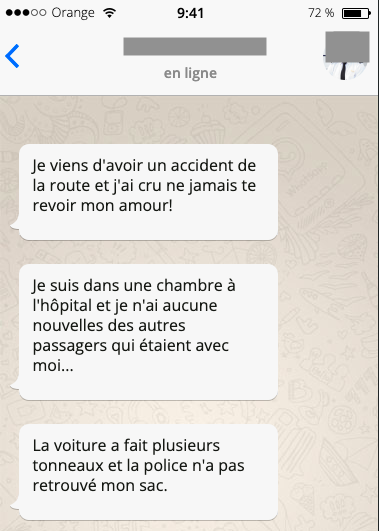 Orange 9:41 72 %
en ligne
Je viens d'avoir un accident de
la route et j'ai cru ne jamais te
revoir mon amour!
Je suis dans une chambre à
l'hôpital et je n'ai aucune
nouvelles des autres
passagers qui étaient avec
moi...
La voiture a fait plusieurs
tonneaux et la police n'a pas
retrouvé mon sac.